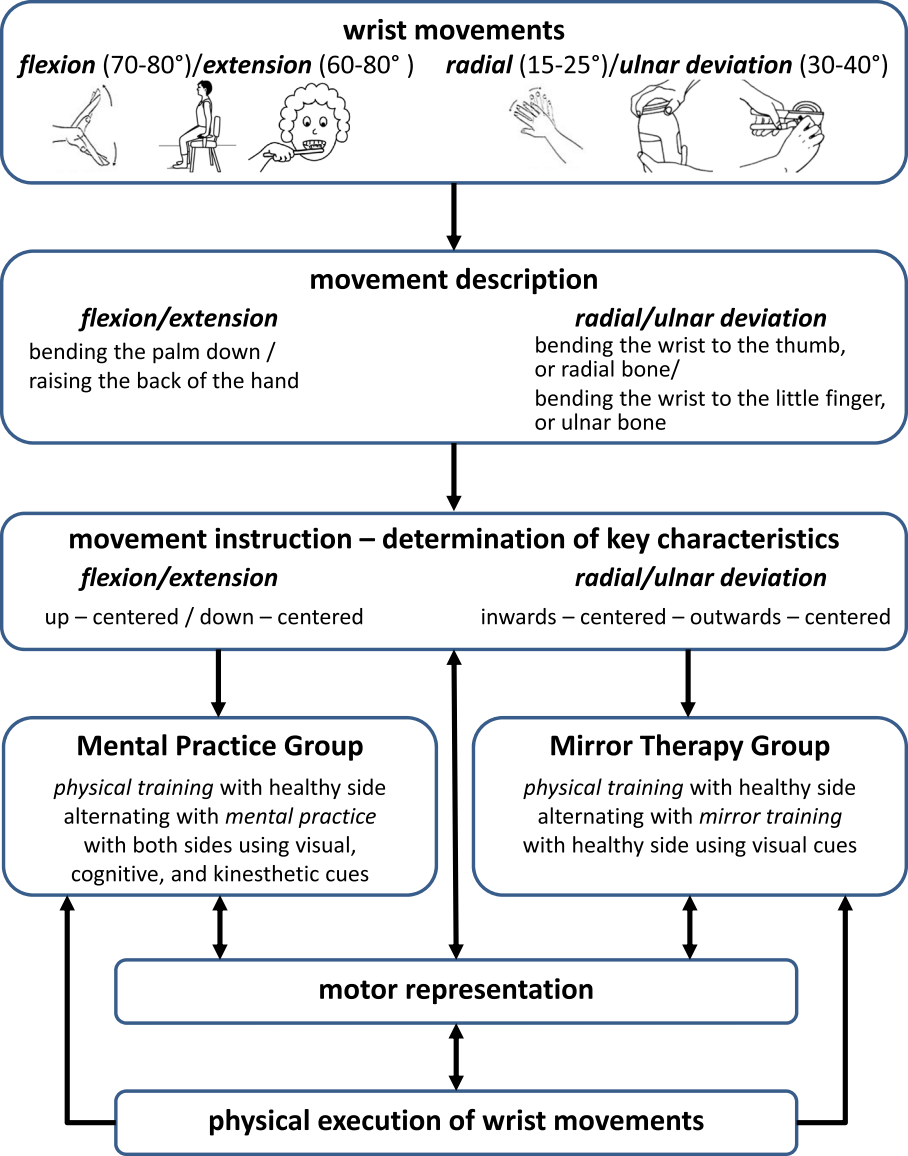 wrist movements
flexion (70-80°)/extension (60-80° )
radial (15-25°)/ulnar deviation (30-40°)
movement description
flexion/extension
bending the palm down /
raising the back of the hand
radial/ulnar deviation
bending the wrist to the thumb,
or radial bone/
bending the wrist to the little finger,
or ulnar bone
movement instruction – determination of key characteristics
flexion/extension
up – centered / down – centered
radial/ulnar deviation
inwards – centered – outwards – centered
Mental Practice Group
physical training with healthy side
alternating with mental practice
with both sides using visual,
cognitive, and kinesthetic cues
Mirror Therapy Group
physical training with healthy side
alternating with mirror training
with healthy side using visual cues
motor representation
physical execution of wrist movements